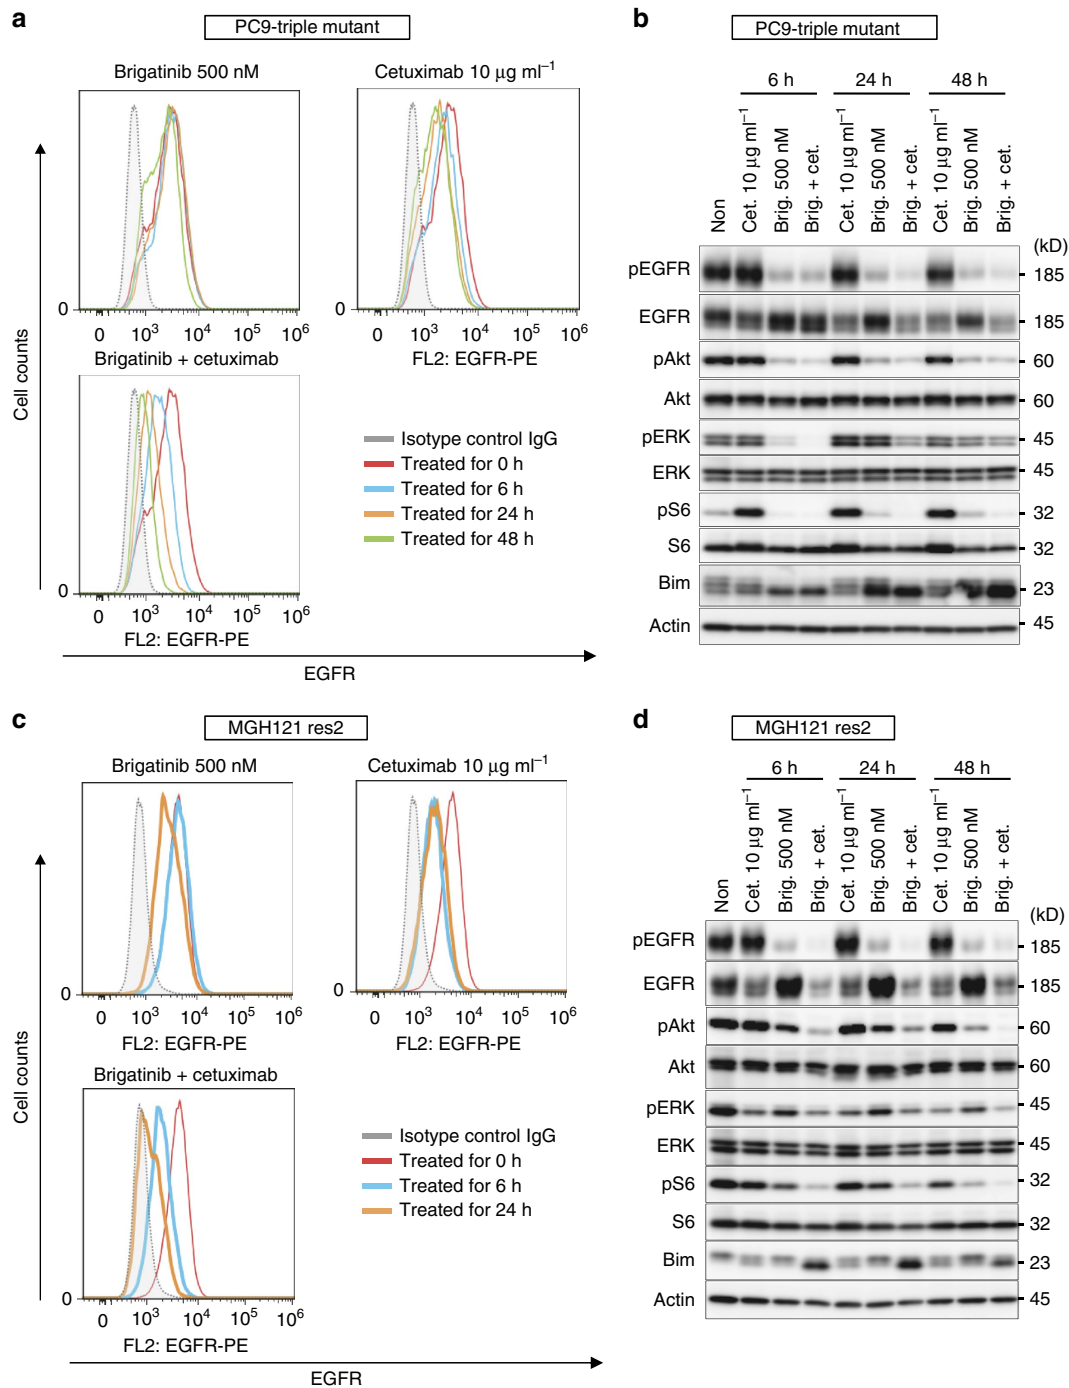 a
PC9-triple mutant
Brigatinib 500 nM
Cetuximab 10 µg ml⁻¹
0
0 10³ 10⁴ 10⁵ 10⁶
0
0 10³ 10⁴ 10⁵ 10⁶
FL2: EGFR-PE
Brigatinib + cetuximab
0
0 10³ 10⁴ 10⁵ 10⁶
FL2: EGFR-PE
Cell counts
EGFR
Isotype control IgG
Treated for 0 h
Treated for 6 h
Treated for 24 h
Treated for 48 h
b
PC9-triple mutant
6 h 24 h 48 h
Non
Cet. 10 µg ml⁻¹
Brig. 500 nM
Brig. + cet.
Cet. 10 µg ml⁻¹
Brig. 500 nM
Brig. + cet.
Cet. 10 µg ml⁻¹
Brig. 500 nM
Brig. + cet.
(kD)
pEGFR 185
EGFR 185
pAkt 60
Akt 60
pERK 45
ERK 45
pS6 32
S6 32
Bim 23
Actin 45
c
MGH121 res2
Brigatinib 500 nM
Cetuximab 10 µg ml⁻¹
0
0 10³ 10⁴ 10⁵ 10⁶
FL2: EGFR-PE
0
0 10³ 10⁴ 10⁵ 10⁶
FL2: EGFR-PE
Brigatinib + cetuximab
0
0 10³ 10⁴ 10⁵ 10⁶
FL2: EGFR-PE
Cell counts
EGFR
Isotype control IgG
Treated for 0 h
Treated for 6 h
Treated for 24 h
d
MGH121 res2
6 h 24 h 48 h
Non
Cet. 10 µg ml⁻¹
Brig. 500 nM
Brig. + cet.
Cet. 10 µg ml⁻¹
Brig. 500 nM
Brig. + cet.
Cet. 10 µg ml⁻¹
Brig. 500 nM
Brig. + cet.
(kD)
pEGFR 185
EGFR 185
pAkt 60
Akt 60
pERK 45
ERK 45
pS6 32
S6 32
Bim 23
Actin 45